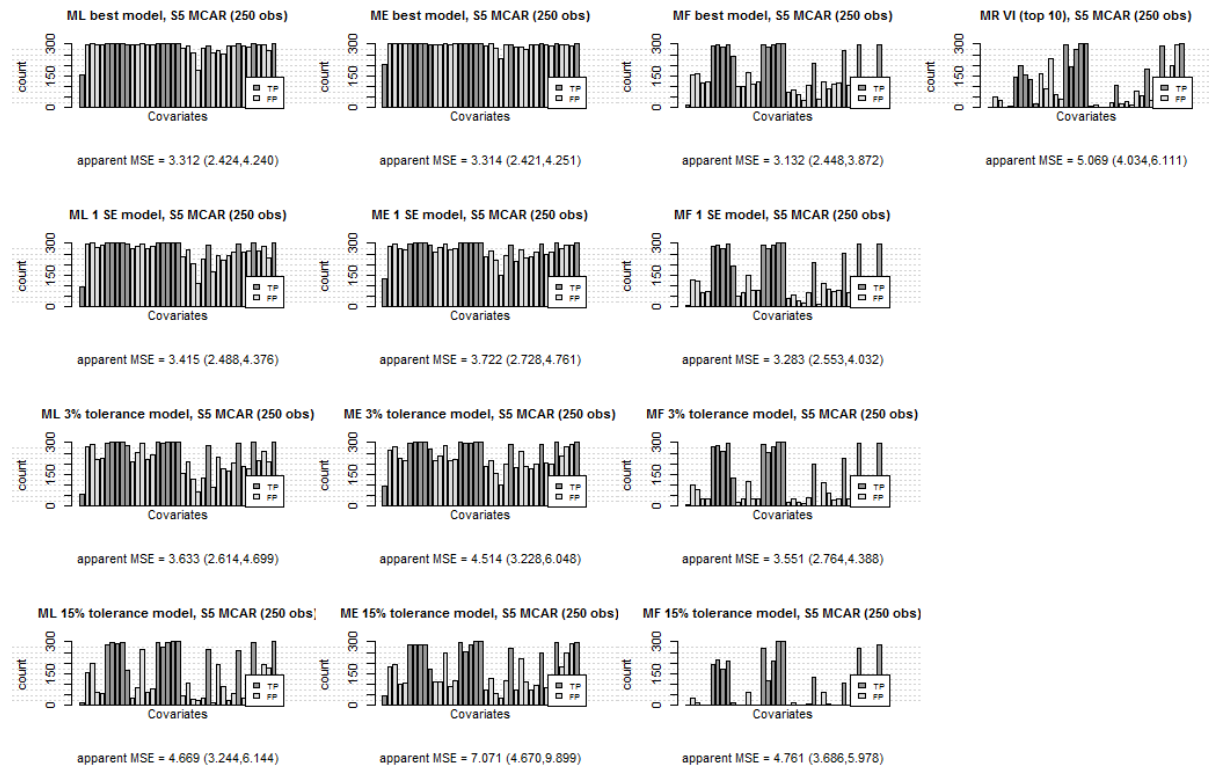 ML best model, S5 MCAR (250 obs)
count
0 150 300
TP
FP
Covariates
apparent MSE = 3.312 (2.424,4.240)
ME best model, S5 MCAR (250 obs)
count
0 150 300
TP
FP
Covariates
apparent MSE = 3.314 (2.421,4.251)
MF best model, S5 MCAR (250 obs)
count
0 150 300
TP
FP
Covariates
apparent MSE = 3.132 (2.448,3.872)
MR VI (top 10), S5 MCAR (250 obs)
count
0 150 300
TP
FP
Covariates
apparent MSE = 5.069 (4.034,6.111)
ML 1 SE model, S5 MCAR (250 obs)
count
0 150 300
TP
FP
Covariates
apparent MSE = 3.415 (2.488,4.376)
ME 1 SE model, S5 MCAR (250 obs)
count
0 150 300
TP
FP
Covariates
apparent MSE = 3.722 (2.728,4.761)
MF 1 SE model, S5 MCAR (250 obs)
count
0 150 300
TP
FP
Covariates
apparent MSE = 3.283 (2.553,4.032)
ML 3% tolerance model, S5 MCAR (250 obs)
count
0 150 300
TP
FP
Covariates
apparent MSE = 3.633 (2.614,4.699)
ME 3% tolerance model, S5 MCAR (250 obs)
count
0 150 300
TP
FP
Covariates
apparent MSE = 4.514 (3.228,6.048)
MF 3% tolerance model, S5 MCAR (250 obs)
count
0 150 300
TP
FP
Covariates
apparent MSE = 3.551 (2.764,4.388)
ML 15% tolerance model, S5 MCAR (250 obs)
count
0 150 300
TP
FP
Covariates
apparent MSE = 4.669 (3.244,6.144)
ME 15% tolerance model, S5 MCAR (250 obs)
count
0 150 300
TP
FP
Covariates
apparent MSE = 7.071 (4.670,9.899)
MF 15% tolerance model, S5 MCAR (250 obs)
count
0 150 300
TP
FP
Covariates
apparent MSE = 4.761 (3.686,5.978)